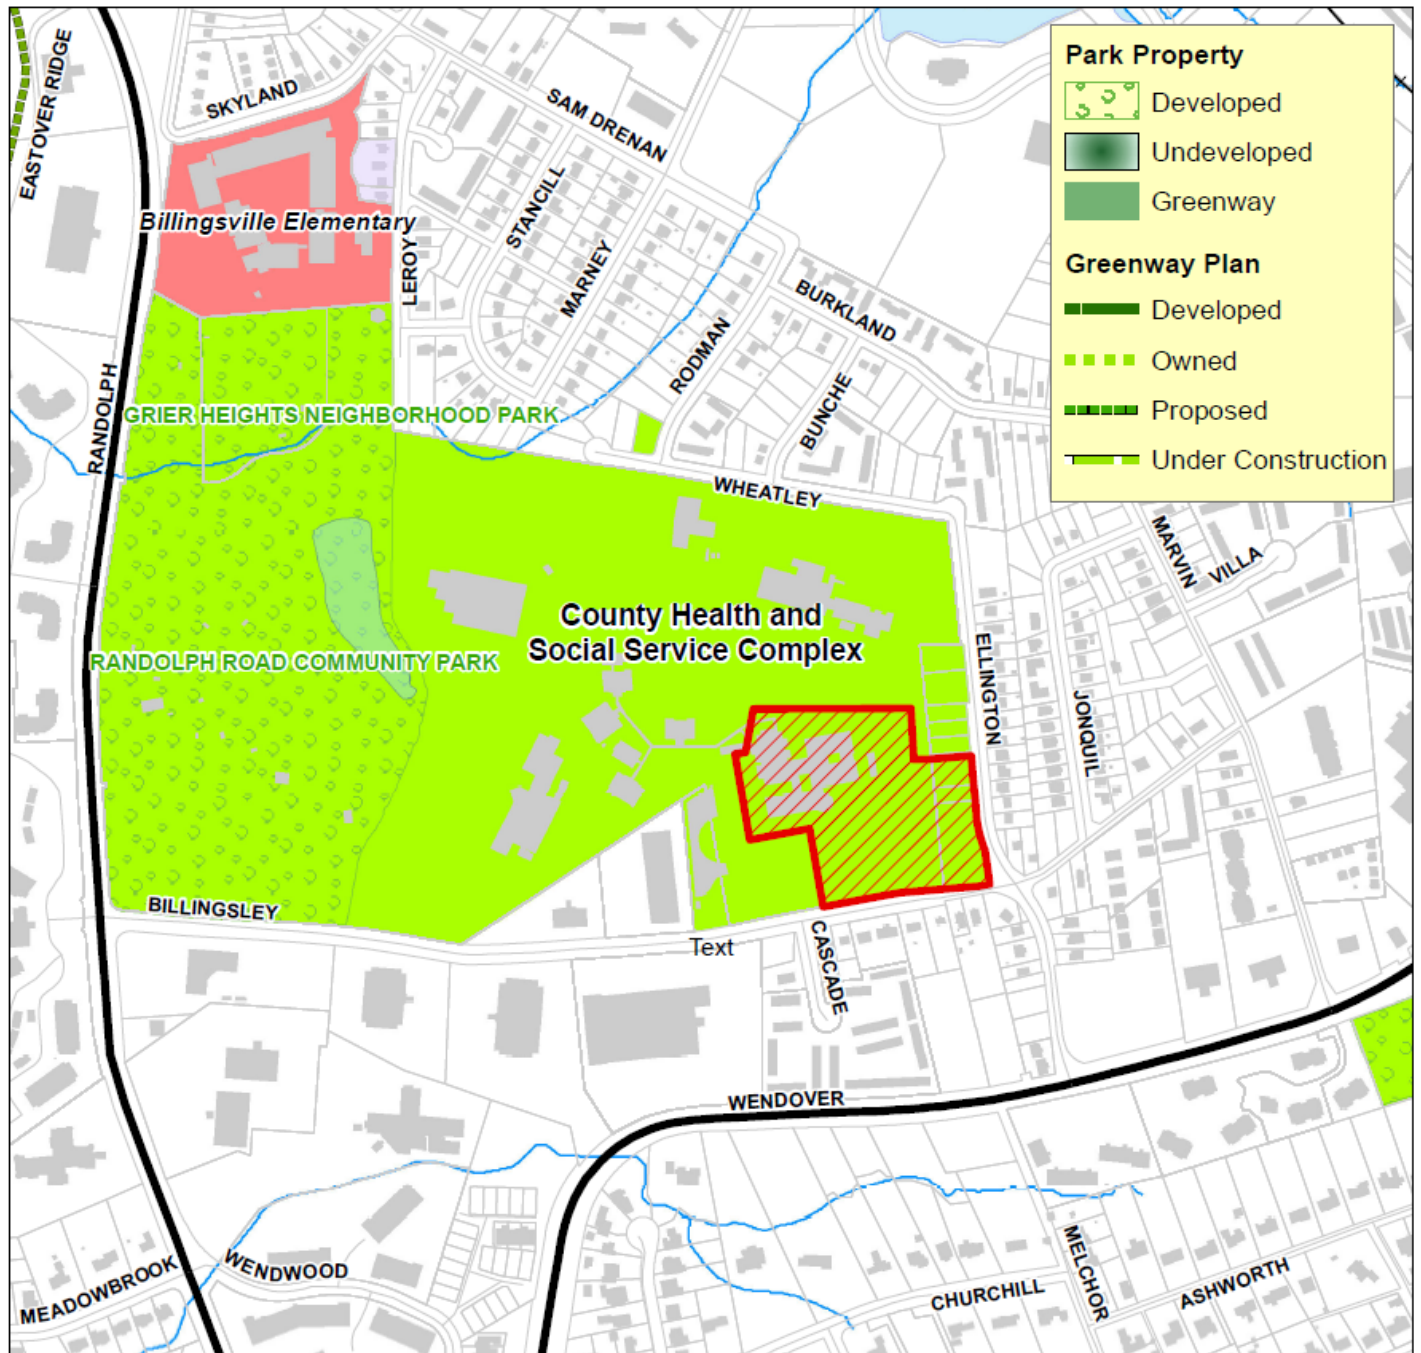 EASTOVER RIDGE
SKYLAND
SAM DRENAN
Park Property
Developed
Undeveloped
Greenway
Greenway Plan
Developed
Owned
Proposed
Under Construction
STANCILL
Billingsville Elementary
LEROY
MARNEY
BURKLAND
RODMAN
RANDOLPH
BUNCHE
GRIER HEIGHTS NEIGHBORHOOD PARK
WHEATLEY
MARVIN
VILLA
County Health and
Social Service Complex
RANDOLPH ROAD COMMUNITY PARK
ELLINGTON
JONQUIL
BILLINGSLEY
Text
CASCADE
WENDOVER
MEADOWBROOK
WENDWOOD
CHURCHILL
MELCHOR
ASHWORTH